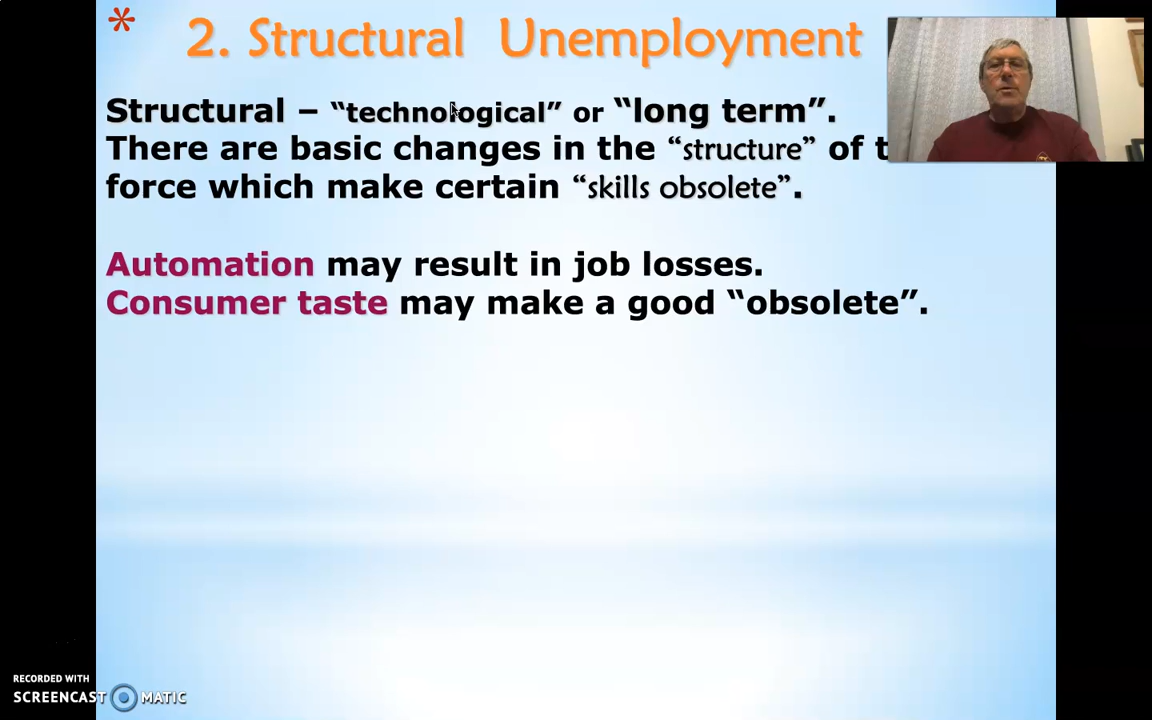 * 2. Structural Unemployment
Structural – “technological” or “long term”.
There are basic changes in the “structure” of
force which make certain “skills obsolete”.
Automation may result in job losses.
Consumer taste may make a good “obsolete”.
RECORDED WITH
SCREENCAST MATIC